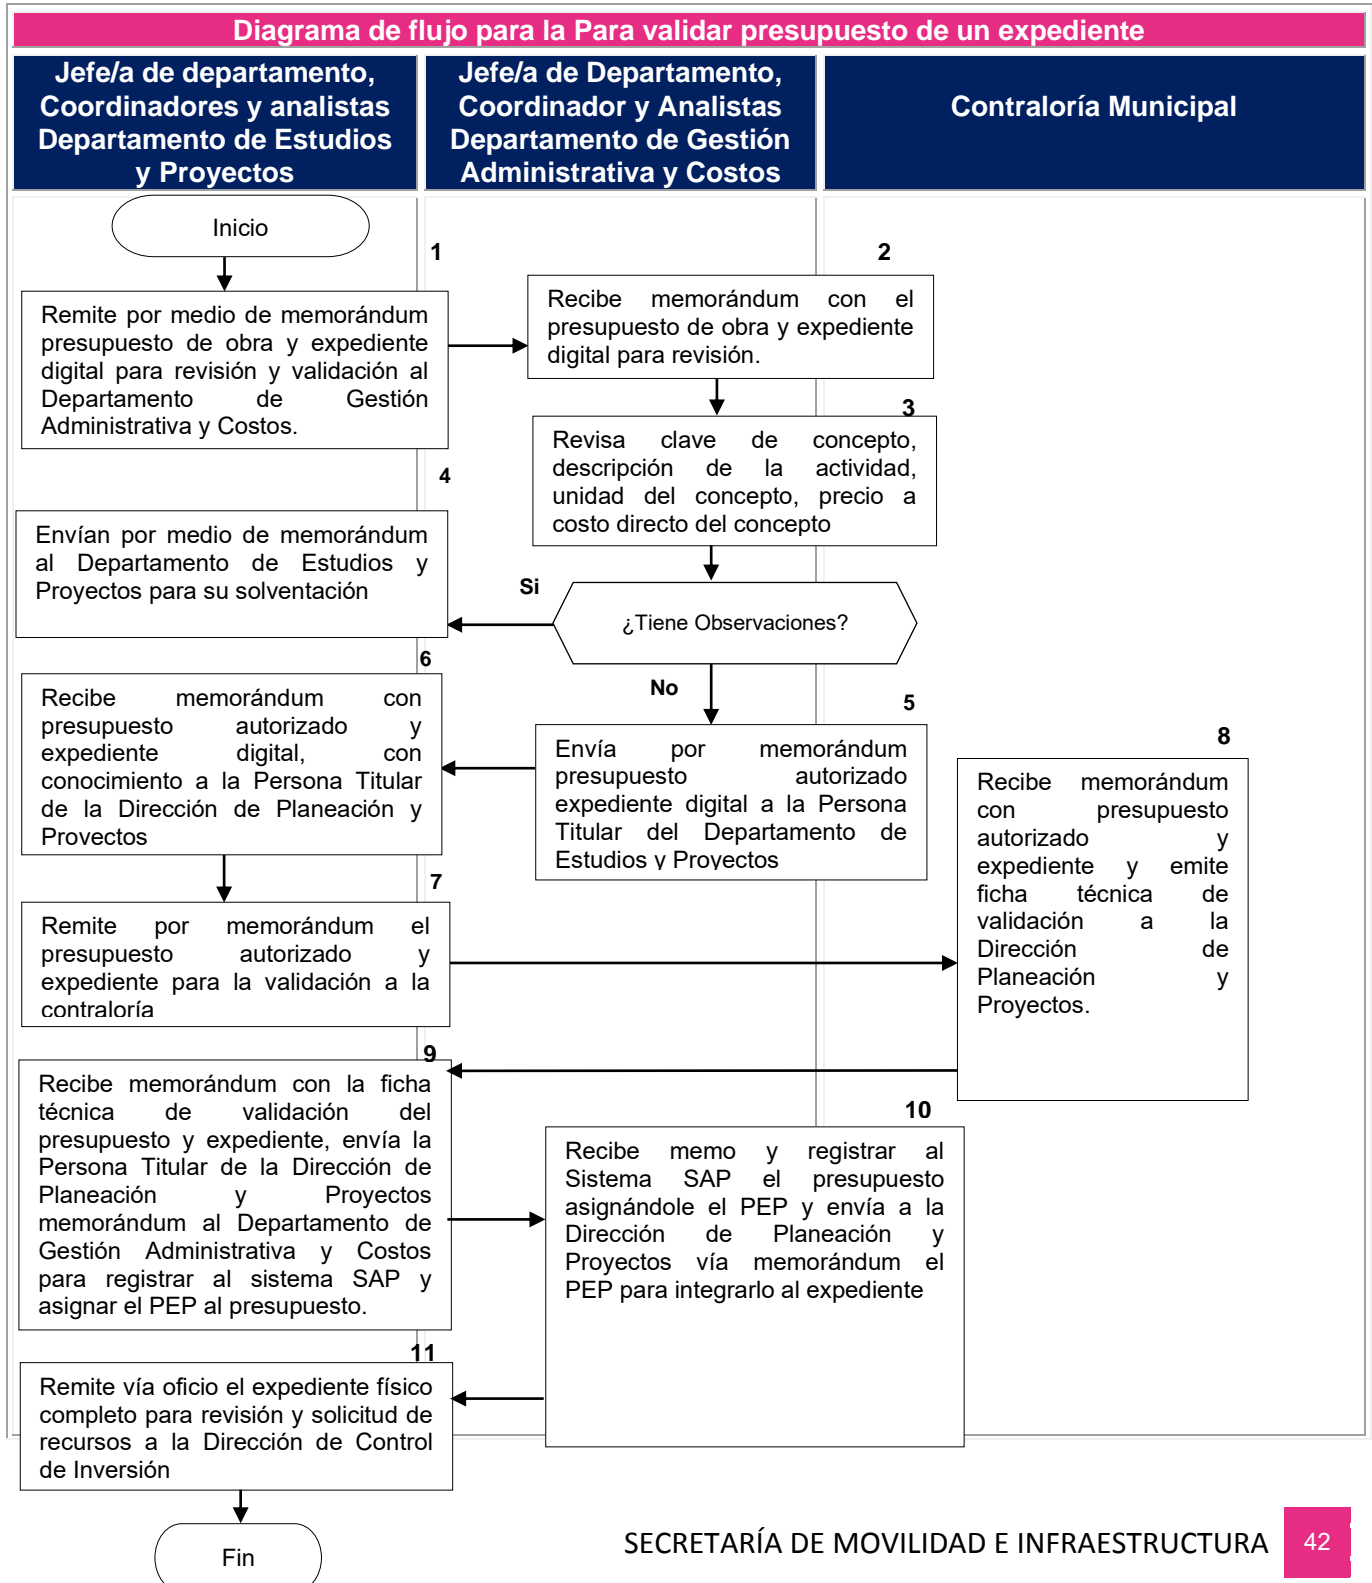 Diagrama de flujo para la Para validar presupuesto de un expediente
Jefe/a de departamento,
Coordinadores y analistas
Departamento de Estudios
y Proyectos
Jefe/a de Departamento,
Coordinador y Analistas
Departamento de Gestión
Administrativa y Costos
Contraloría Municipal
Inicio
1
Remite por medio de memorándum
presupuesto de obra y expediente
digital para revisión y validación al
Departamento de Gestión
Administrativa y Costos.
2
Recibe memorándum con el
presupuesto de obra y expediente
digital para revisión.
3
Revisa clave de concepto,
descripción de la actividad,
unidad del concepto, precio a
costo directo del concepto
4
Envían por medio de memorándum
al Departamento de Estudios y
Proyectos para su solventación
Si
¿Tiene Observaciones?
No
5
Envía por memorándum
presupuesto autorizado
expediente digital a la Persona
Titular del Departamento de
Estudios y Proyectos
6
Recibe memorándum con
presupuesto autorizado y
expediente digital, con
conocimiento a la Persona Titular
de la Dirección de Planeación y
Proyectos
7
Remite por memorándum el
presupuesto autorizado y
expediente para la validación a la
contraloría
8
Recibe memorándum
con presupuesto
autorizado y
expediente y emite
ficha técnica de
validación a la
Dirección de
Planeación y
Proyectos.
9
Recibe memorándum con la ficha
técnica de validación del
presupuesto y expediente, envía la
Persona Titular de la Dirección de
Planeación y Proyectos
memorándum al Departamento de
Gestión Administrativa y Costos
para registrar al sistema SAP y
asignar el PEP al presupuesto.
10
Recibe memo y registrar al
Sistema SAP el presupuesto
asignándole el PEP y envía a la
Dirección de Planeación y
Proyectos vía memorándum el
PEP para integrarlo al expediente
11
Remite vía oficio el expediente físico
completo para revisión y solicitud de
recursos a la Dirección de Control
de Inversión
Fin
SECRETARÍA DE MOVILIDAD E INFRAESTRUCTURA
42